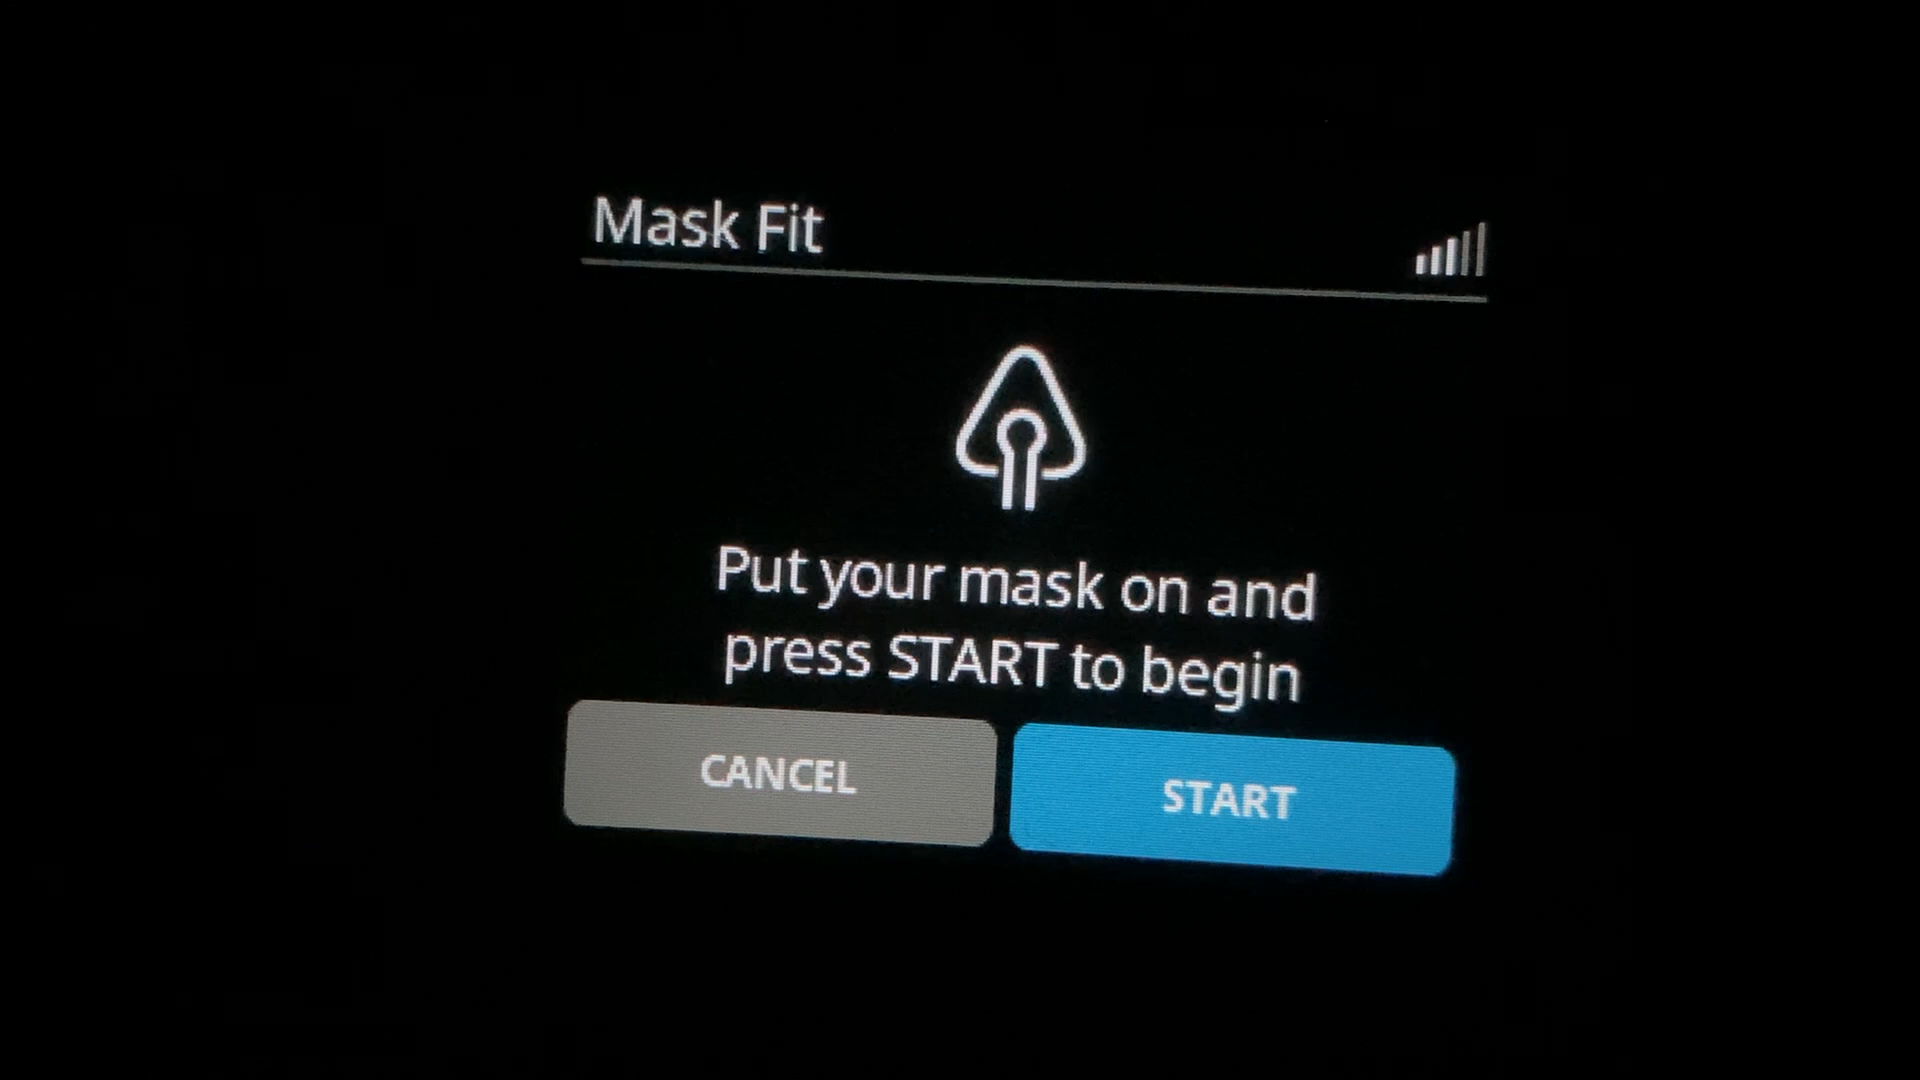 Mask Fit
Put your mask on and
press START to begin
CANCEL
START